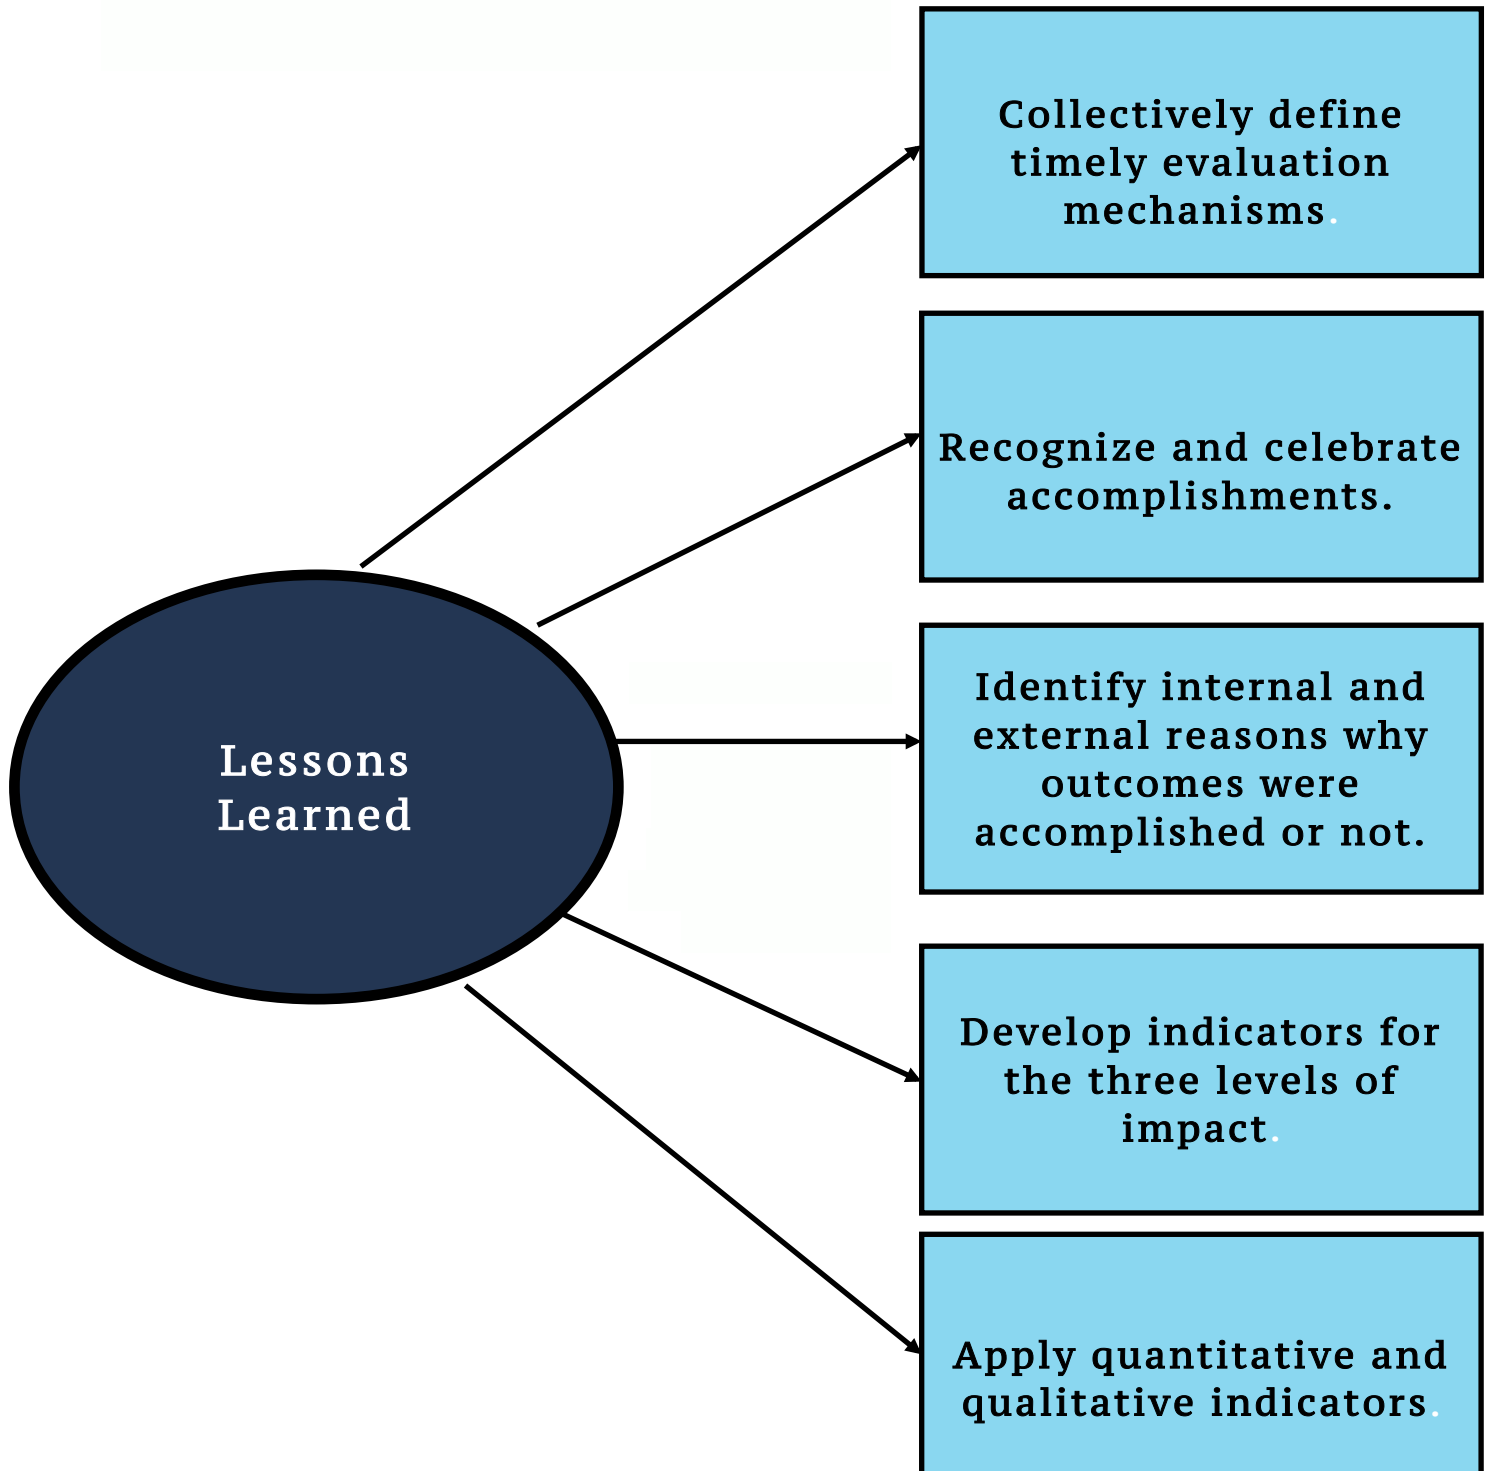 Collectively define
timely evaluation
mechanisms.
Recognize and celebrate
accomplishments.
Lessons
Learned
Identify internal and
external reasons why
outcomes were
accomplished or not.
Develop indicators for
the three levels of
impact.
Apply quantitative and
qualitative indicators.